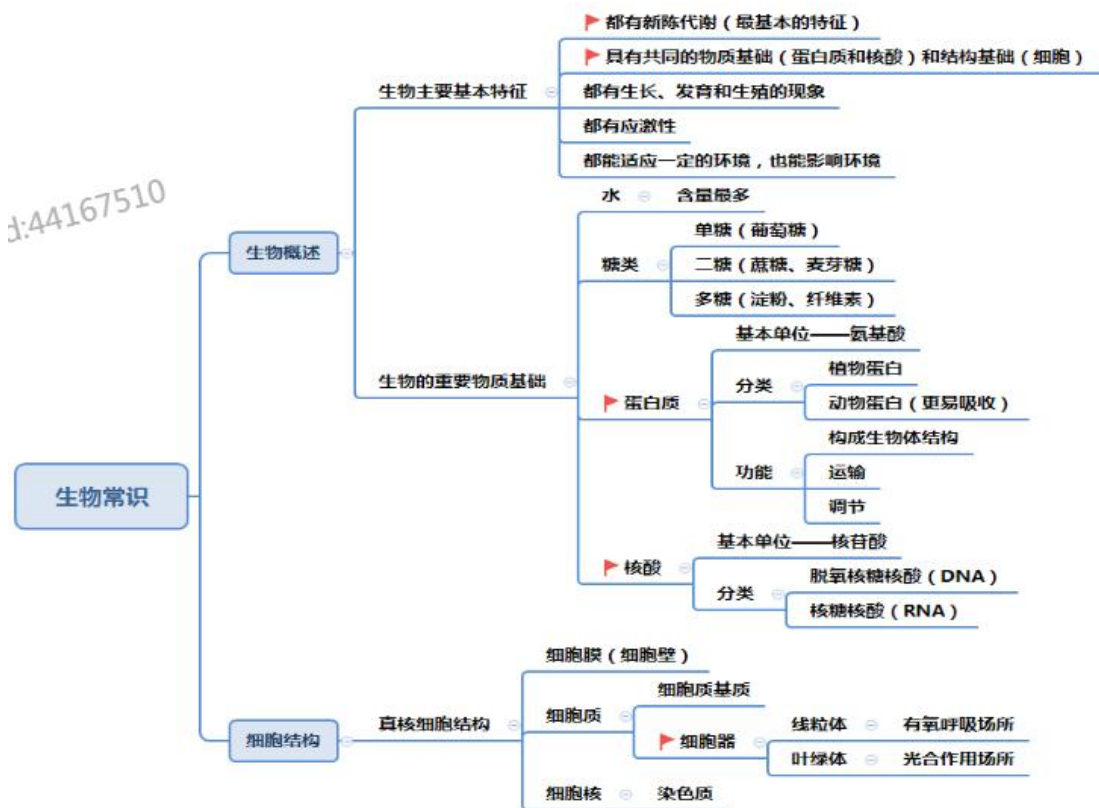 都有新陈代谢（最基本的特征）
具有共同的物质基础（蛋白质和核酸）和结构基础（细胞）
生物主要基本特征
都有生长、发育和生殖的现象
都有应激性
都能适应一定的环境，也能影响环境
d:44167510
水
含量最多
单糖（葡萄糖）
生物概述
糖类
二糖（蔗糖、麦芽糖）
多糖（淀粉、纤维素）
基本单位——氨基酸
生物的重要物质基础
植物蛋白
分类
蛋白质
动物蛋白（更易吸收）
构成生物体结构
生物常识
功能
运输
调节
基本单位——核苷酸
核酸
脱氧核糖核酸（DNA）
分类
核糖核酸（RNA）
细胞膜（细胞壁）
细胞质基质
真核细胞结构
细胞质
线粒体
有氧呼吸场所
细胞结构
细胞器
叶绿体
光合作用场所
细胞核
染色质